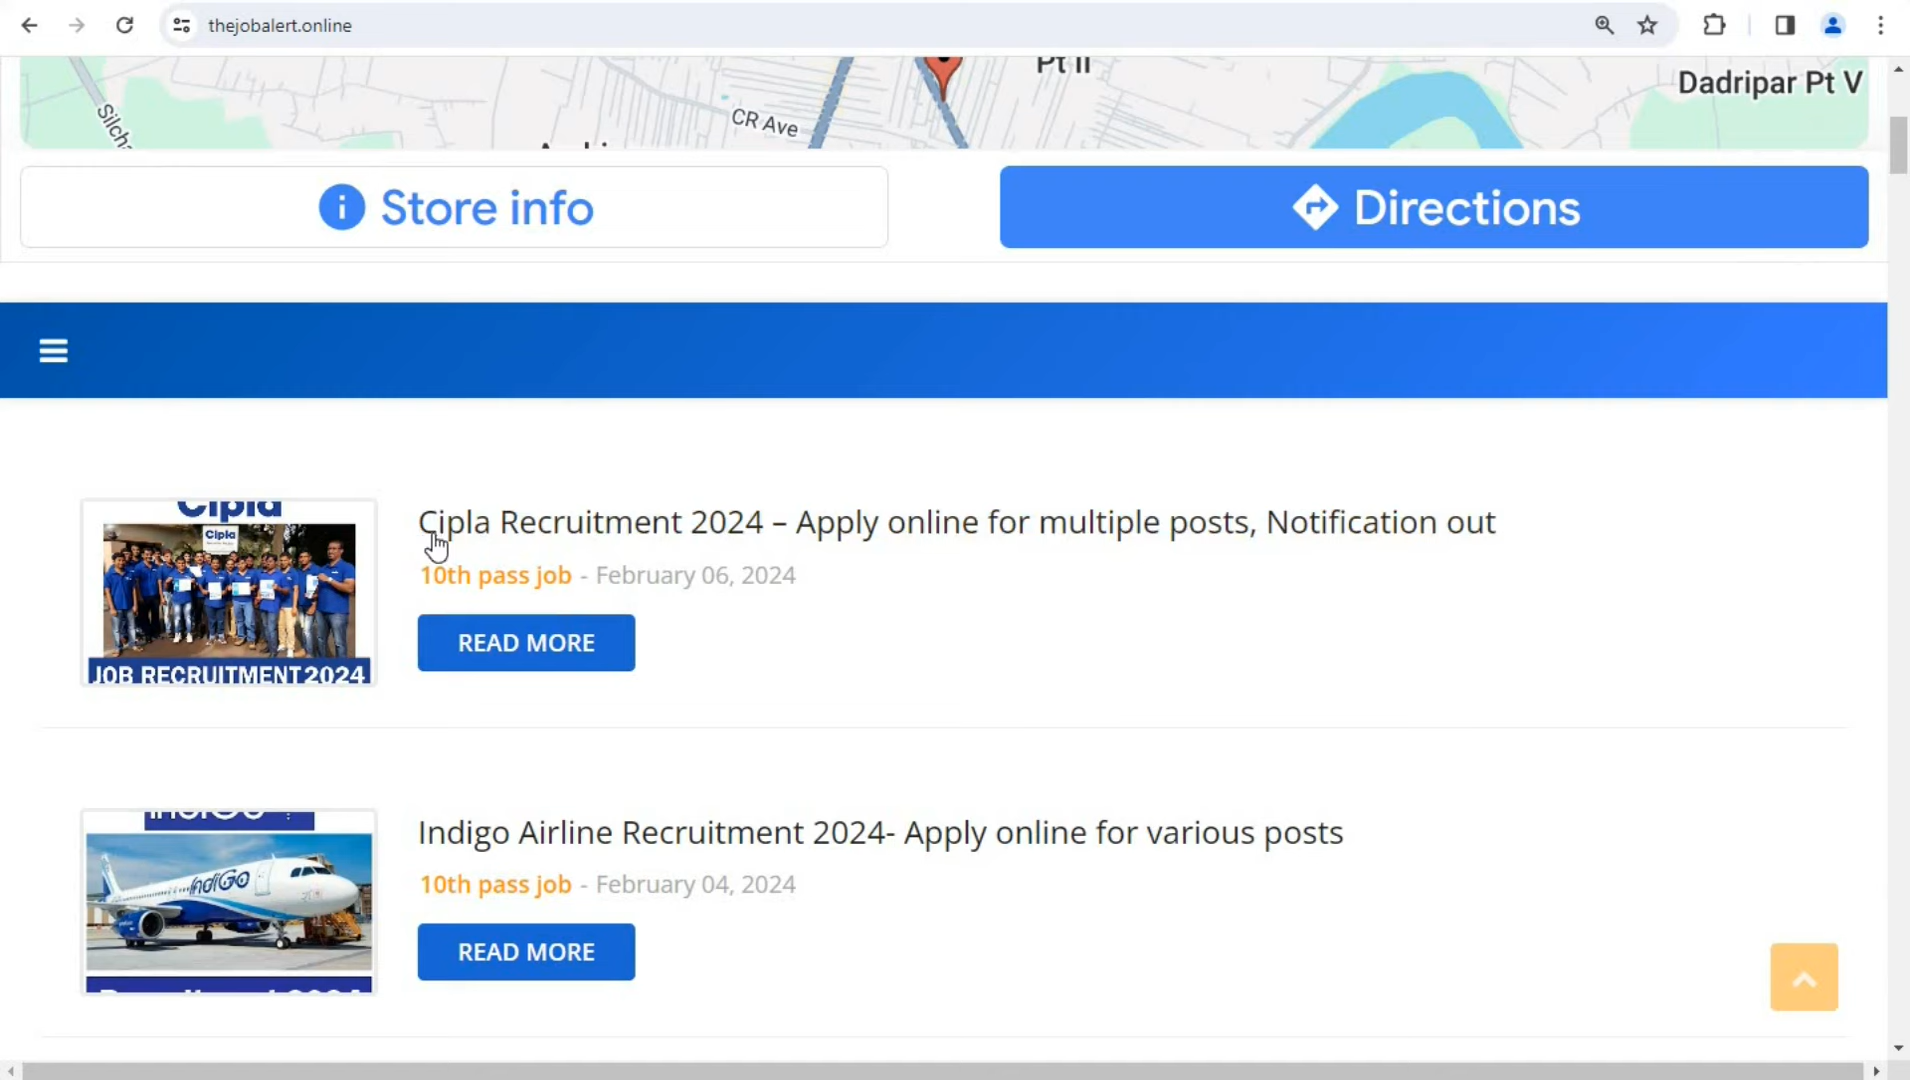 thejobalert.online
Pt II
Dadripar Pt V
CR Ave
Store info
Directions
Cipla
Cipla
JOB RECRUITMENT 2024
Cipla Recruitment 2024 – Apply online for multiple posts, Notification out
10th pass job - February 06, 2024
READ MORE
IndiGo
IndiGo
Indigo Airline Recruitment 2024- Apply online for various posts
10th pass job - February 04, 2024
READ MORE